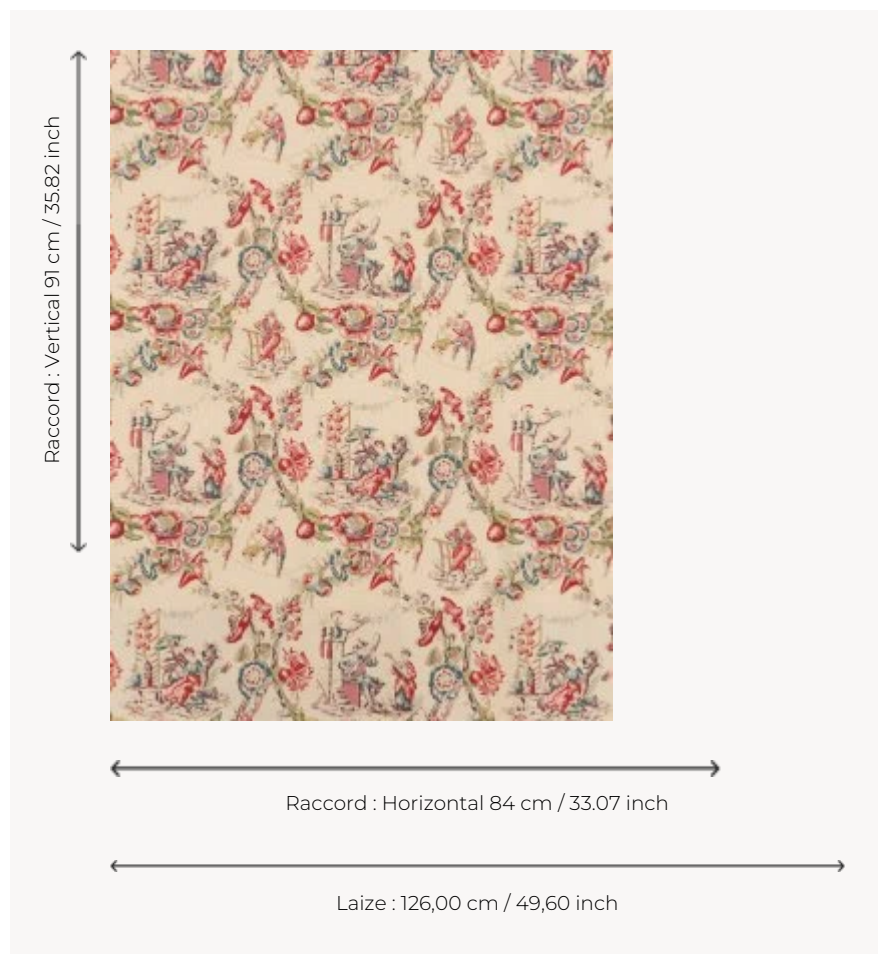 Raccord : Vertical 91 cm / 35.82 inch
Raccord : Horizontal 84 cm / 33.07 inch
Laize : 126,00 cm / 49,60 inch